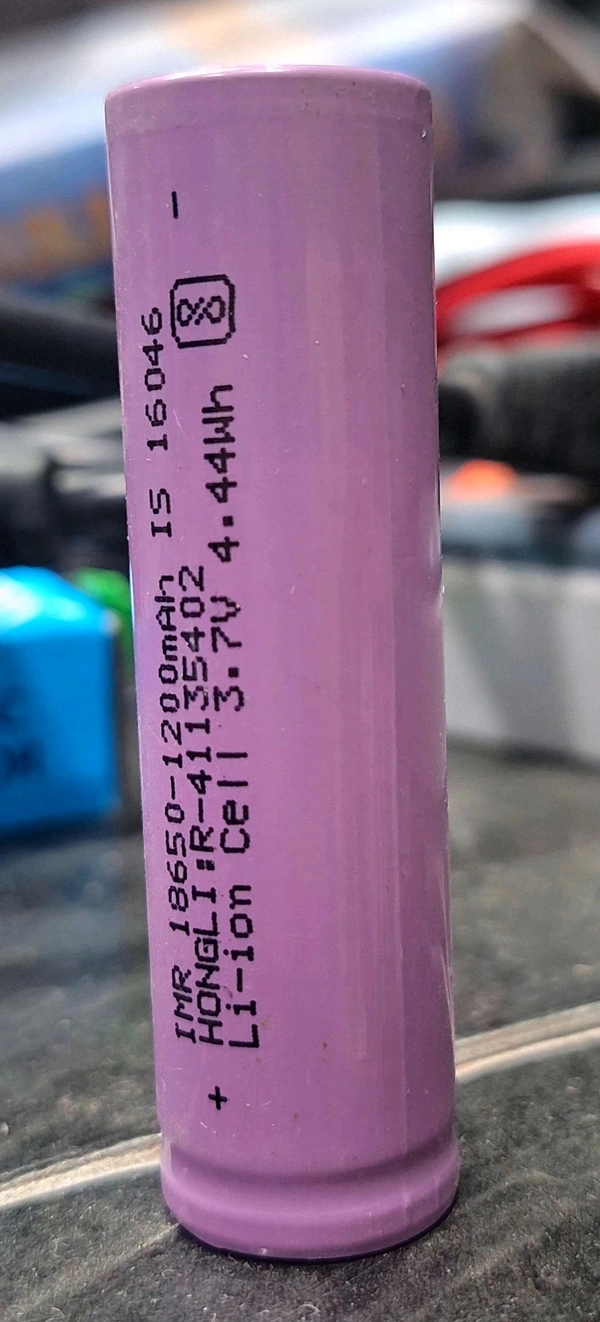 IMR 18650-1200mAh IS 16046
HONGLI:R-41135402
Li-ion Cell 3.7V 4.44Wh
+ -